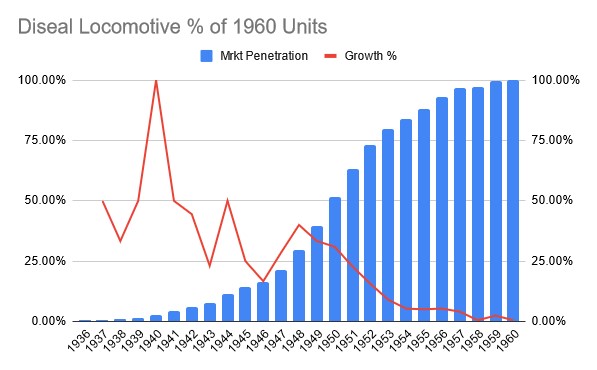 Diseal Locomotive % of 1960 Units
Mrkt Penetration Growth %
100.00% 100.00%
75.00% 75.00%
50.00% 50.00%
25.00% 25.00%
0.00% 0.00%
1936 1937 1938 1939 1940 1941 1942 1943 1944 1945 1946 1947 1948 1949 1950 1951 1952 1953 1954 1955 1956 1957 1958 1959 1960